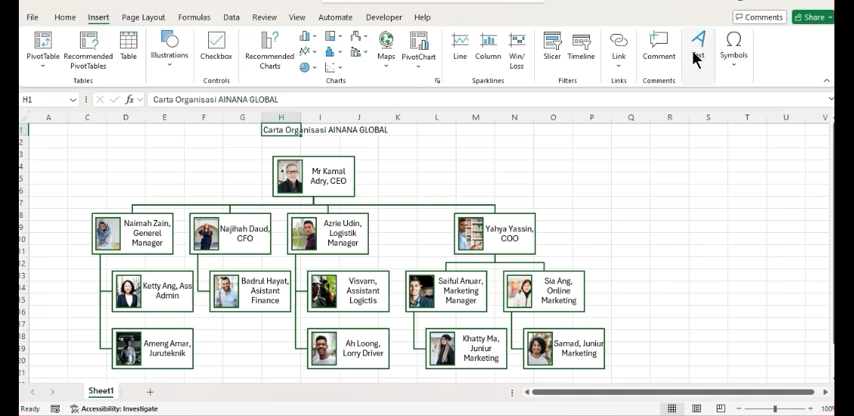 File Home Insert Page Layout Formulas Data Review View Automate Developer Help
Comments Share
PivotTable Recommended PivotTables Table Illustrations Checkbox Recommended Charts Maps PivotChart Line Column Win/Loss Slicer Timeline Link Comment Symbols
Tables Controls Charts Sparklines Filters Links Comments
H1 fx Carta Organisasi AINANA GLOBAL
A B C D E F G H I J K L M N O P Q R S T U V
Carta Organisasi AINANA GLOBAL
Mr Kamal
Adry, CEO
Naimah Zain,
Generel
Manager
Najihah Daud,
CFO
Azrie Udin,
Logistik
Manager
Yahya Yassin,
COO
Ketty Ang, Ass
Admin
Badrul Hayat,
Asistant
Finance
Visvam,
Assistant
Logictis
Saiful Anuar,
Marketing
Manager
Sia Ang,
Online
Marketing
Ameng Amar,
Juruteknik
Ah Loong,
Lorry Driver
Khatty Ma,
Juniur
Marketing
Samad, Juniur
Marketing
Sheet1
Ready Accessibility: Investigate